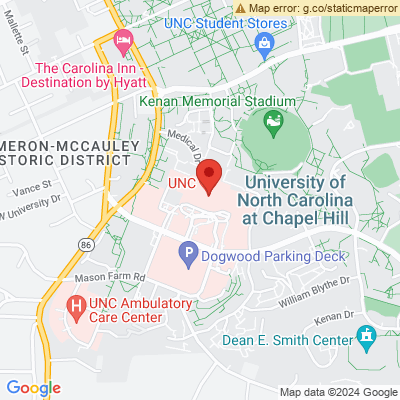 Map error: g.co/staticmaperror
Mallette St
UNC Student Stores
The Carolina Inn -
Destination by Hyatt
Kenan Memorial Stadium
Medical Dr
MERON-MCCAULEY
ISTORIC DISTRICT
UNC
Vance St
W University Dr
University of
North Carolina
at Chapel Hill
86
P
Dogwood Parking Deck
Mason Farm Rd
William Blythe Dr
H
UNC Ambulatory
Care Center
Kenan Dr
Dean E. Smith Center
Google
Map data ©2024 Google